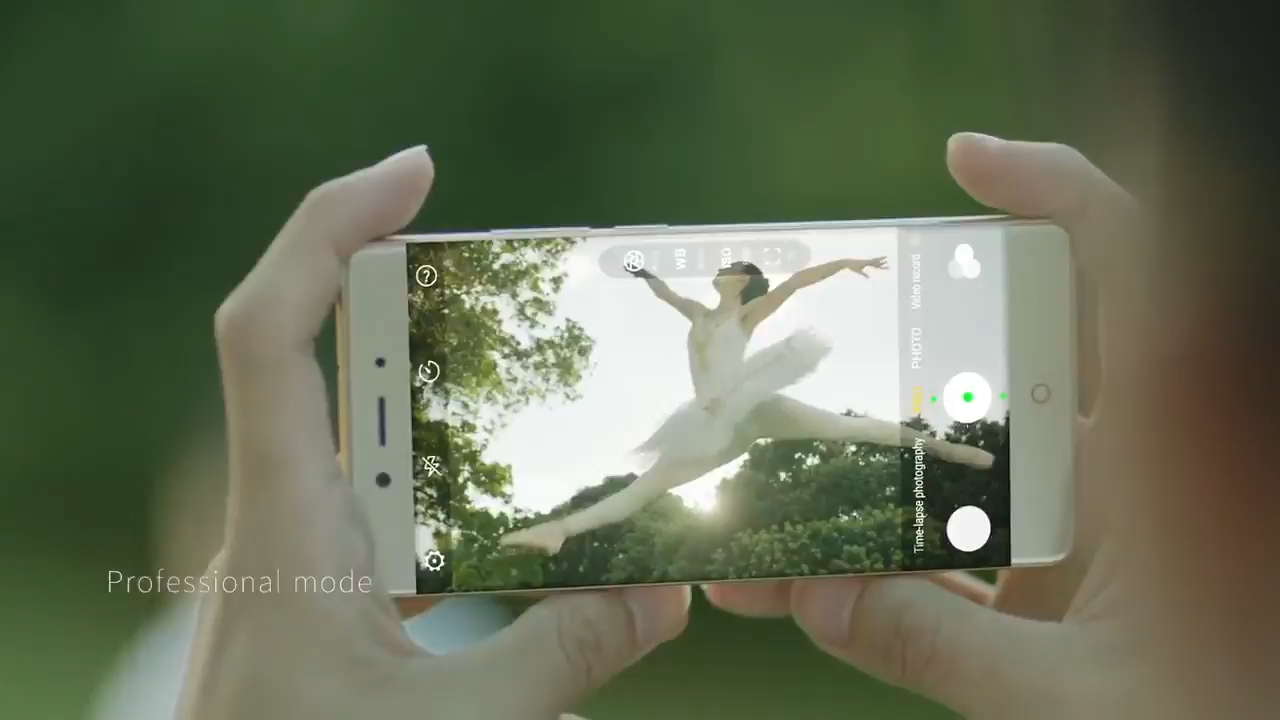 WB
ISO
Video record
PHOTO
Time-lapse photography
Professional mode